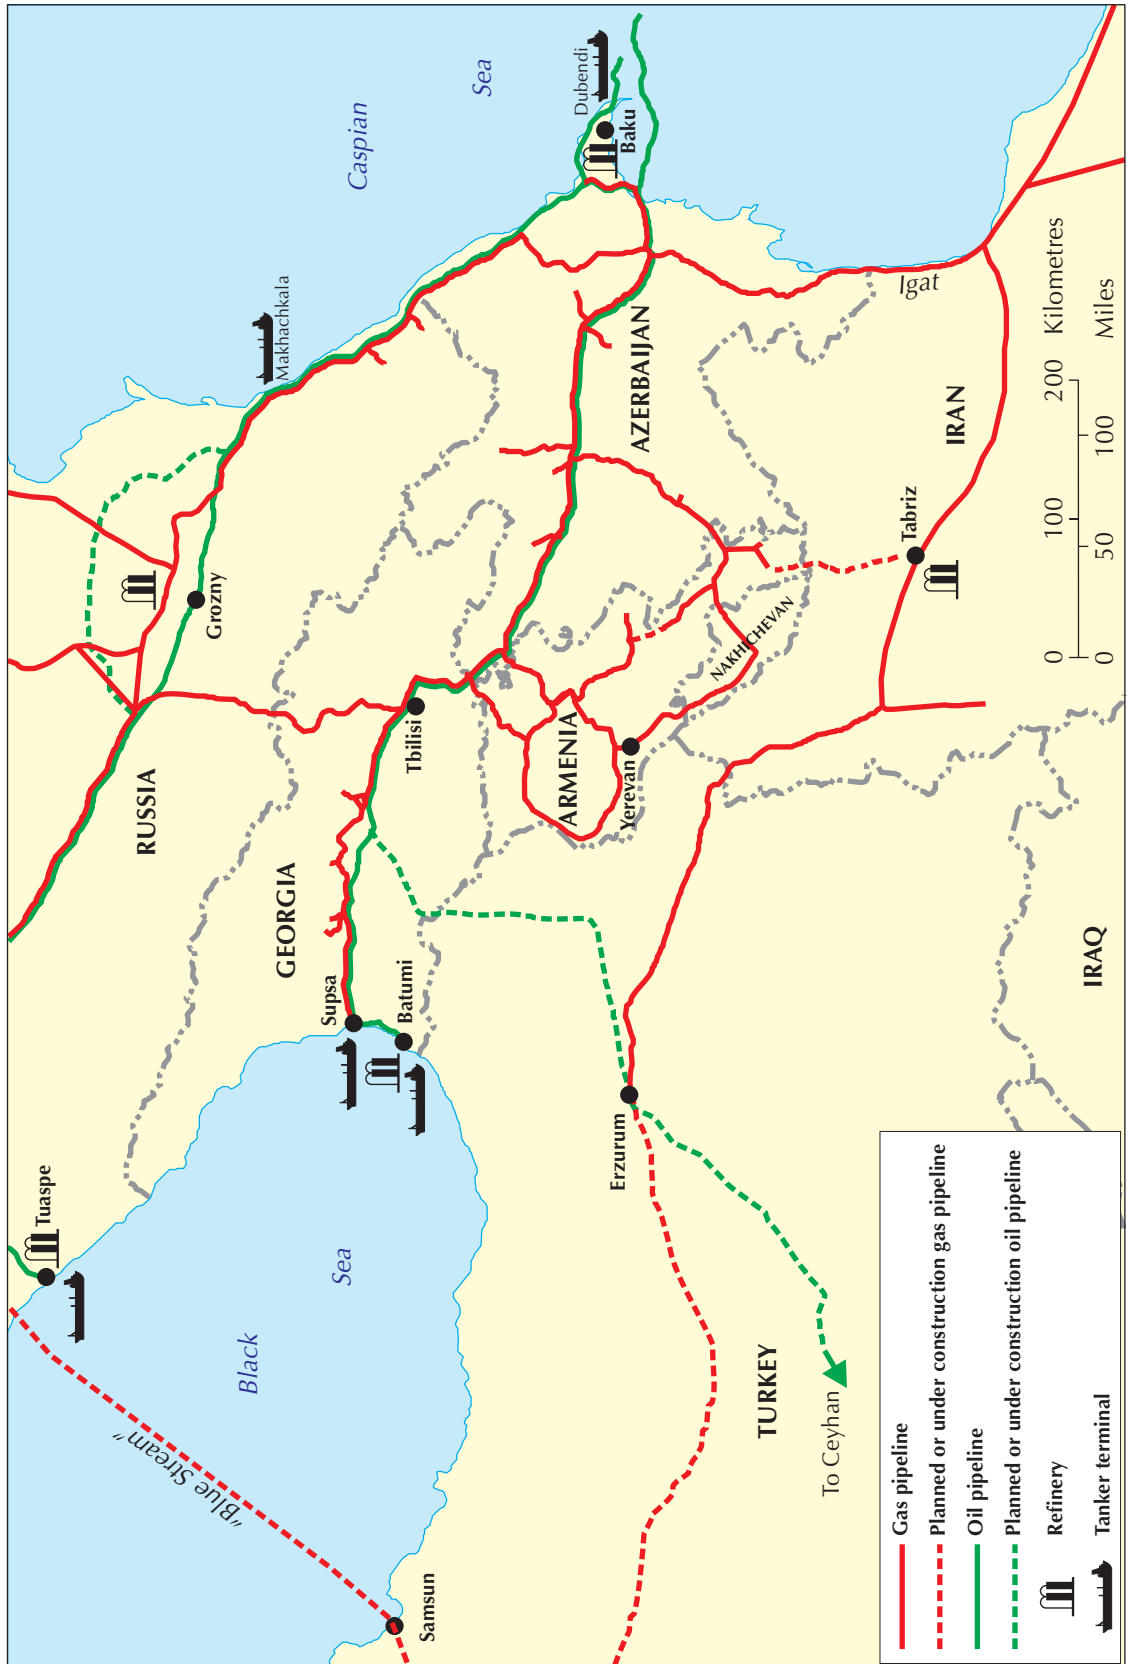 "Blue Stream"
Black
Sea
Tuaspe
Samsun
RUSSIA
Grozny
Makhachkala
Caspian
Sea
Dubendi
Baku
GEORGIA
Supsa
Batumi
Tbilisi
ARMENIA
Yerevan
AZERBAIJAN
NAKHICHEVAN
Erzurum
TURKEY
To Ceyhan
Tabriz
IRAN
Igat
IRAQ
0 100 200 Kilometres
0 50 100 Miles
Gas pipeline
Planned or under construction gas pipeline
Oil pipeline
Planned or under construction oil pipeline
Refinery
Tanker terminal